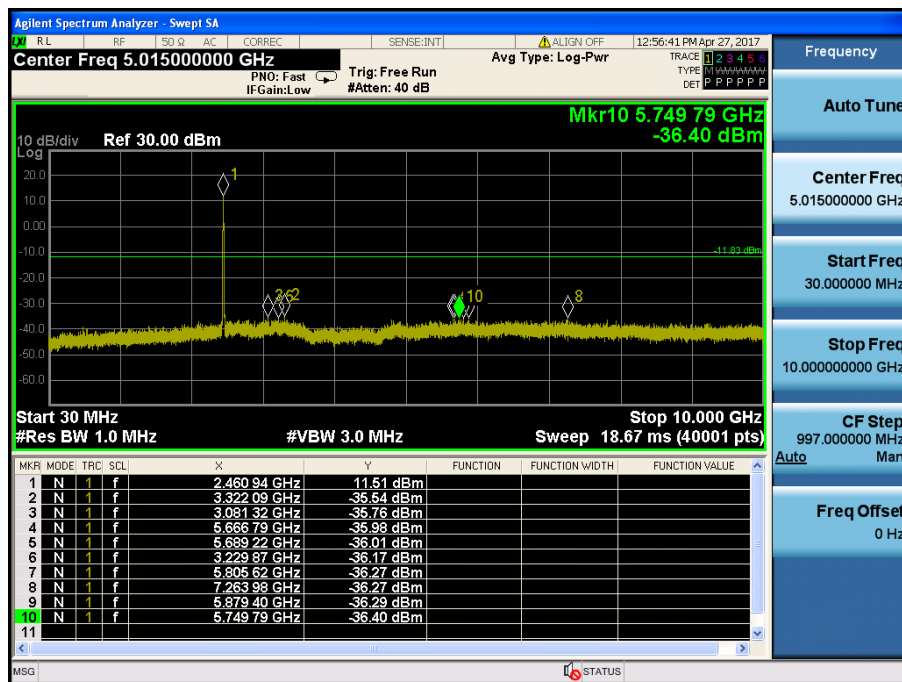 Agilent Spectrum Analyzer - Swept SA
LXI RL RF 50 Ω AC CORREC SENSE:INT ALIGN OFF 12:56:41 PM Apr 27, 2017
Center Freq 5.015000000 GHz
PNO: Fast
IFGain:Low
Trig: Free Run
#Atten: 40 dB
Avg Type: Log-Pwr
TRACE 1 2 3 4 5 6
TYPE M
DET P P P P P P
Mkr10 5.749 79 GHz
-36.40 dBm
10 dB/div Ref 30.00 dBm
Log
20.0
10.0
0.00
-10.0
-20.0
-30.0
-40.0
-50.0
-60.0
1
-11.83 dBm
2
10
8
Start 30 MHz Stop 10.000 GHz
#Res BW 1.0 MHz #VBW 3.0 MHz Sweep 18.67 ms (40001 pts)
MKR MODE TRC SCL X Y FUNCTION FUNCTION WIDTH FUNCTION VALUE
1 N 1 f 2.460 94 GHz 11.51 dBm
2 N 1 f 3.322 09 GHz -35.54 dBm
3 N 1 f 3.081 32 GHz -35.76 dBm
4 N 1 f 5.666 79 GHz -35.98 dBm
5 N 1 f 5.689 22 GHz -36.01 dBm
6 N 1 f 3.229 87 GHz -36.17 dBm
7 N 1 f 5.805 62 GHz -36.27 dBm
8 N 1 f 7.263 98 GHz -36.27 dBm
9 N 1 f 5.879 40 GHz -36.29 dBm
10 N 1 f 5.749 79 GHz -36.40 dBm
11
MSG STATUS
Frequency
Auto Tune
Center Freq
5.015000000 GHz
Start Freq
30.000000 MHz
Stop Freq
10.000000000 GHz
CF Step
997.000000 MHz
Auto Man
Freq Offset
0 Hz